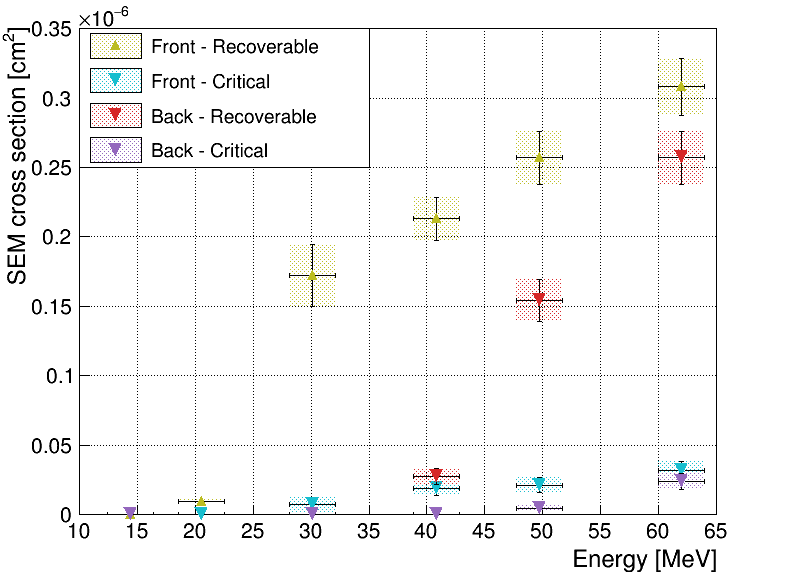 ×10⁻⁶
0.35
Front - Recoverable
Front - Critical
Back - Recoverable
Back - Critical
SEM cross section [cm²]
0.3
0.25
0.2
0.15
0.1
0.05
0
10 15 20 25 30 35 40 45 50 55 60 65
Energy [MeV]